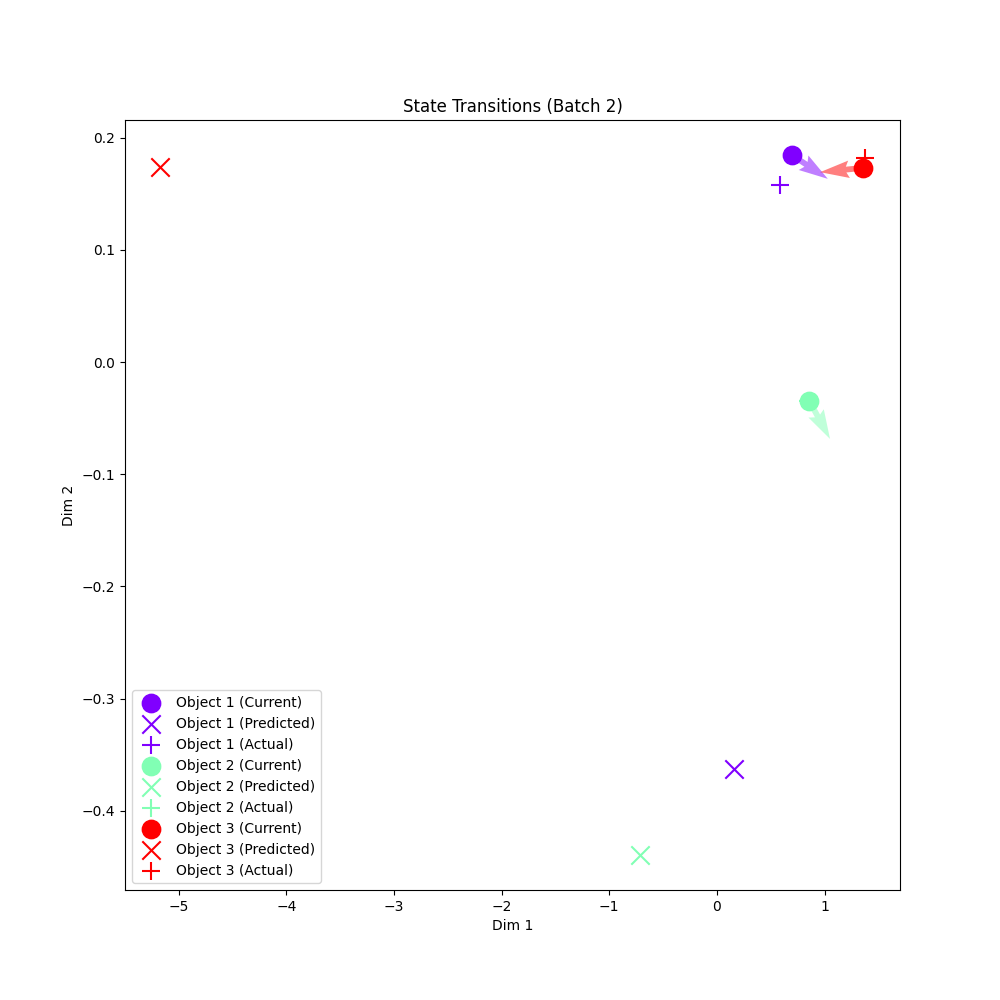 State Transitions (Batch 2)
0.2
0.1
0.0
−0.1
−0.2
−0.3
−0.4
Dim 2
Object 1 (Current)
Object 1 (Predicted)
Object 1 (Actual)
Object 2 (Current)
Object 2 (Predicted)
Object 2 (Actual)
Object 3 (Current)
Object 3 (Predicted)
Object 3 (Actual)
−5 −4 −3 −2 −1 0 1
Dim 1